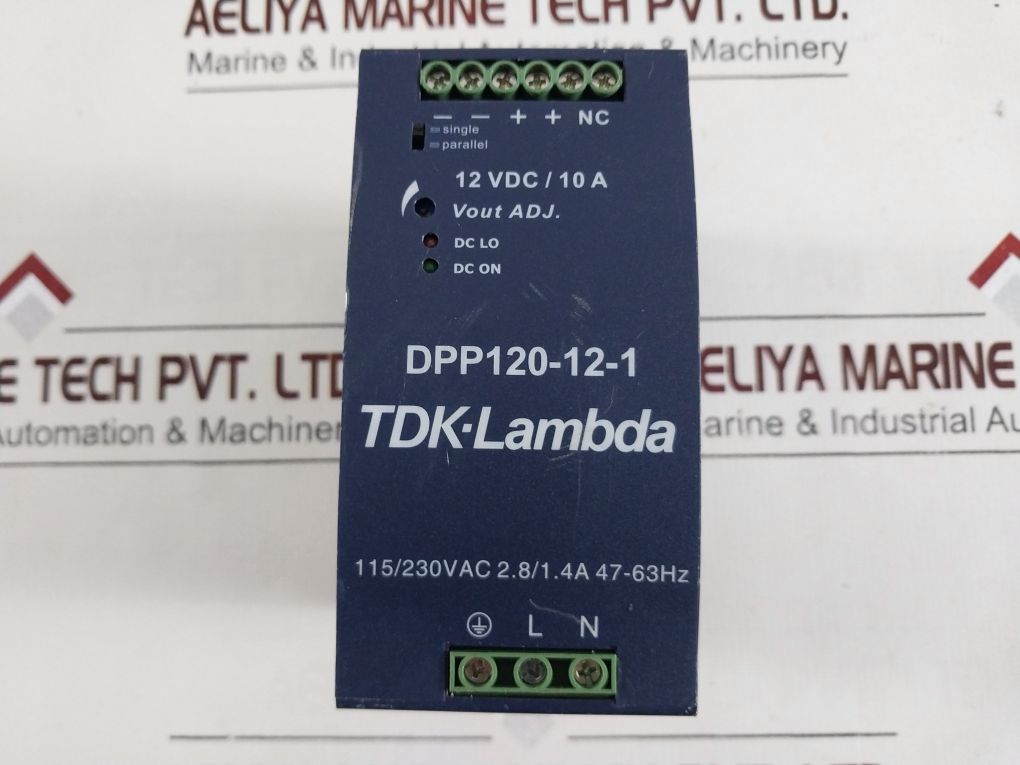 AELIYA MARINE TECH PVT. LTD.
Marine & In Automation & Machinery
− − + + NC
single
parallel
12 VDC / 10 A
Vout ADJ.
DC LO
DC ON
DPP120-12-1
TDK·Lambda
E TECH PVT. LTD
Automation & Machiner
ELIYA MARINE
arine & Industrial Au
115/230VAC 2.8/1.4A 47-63Hz
L N